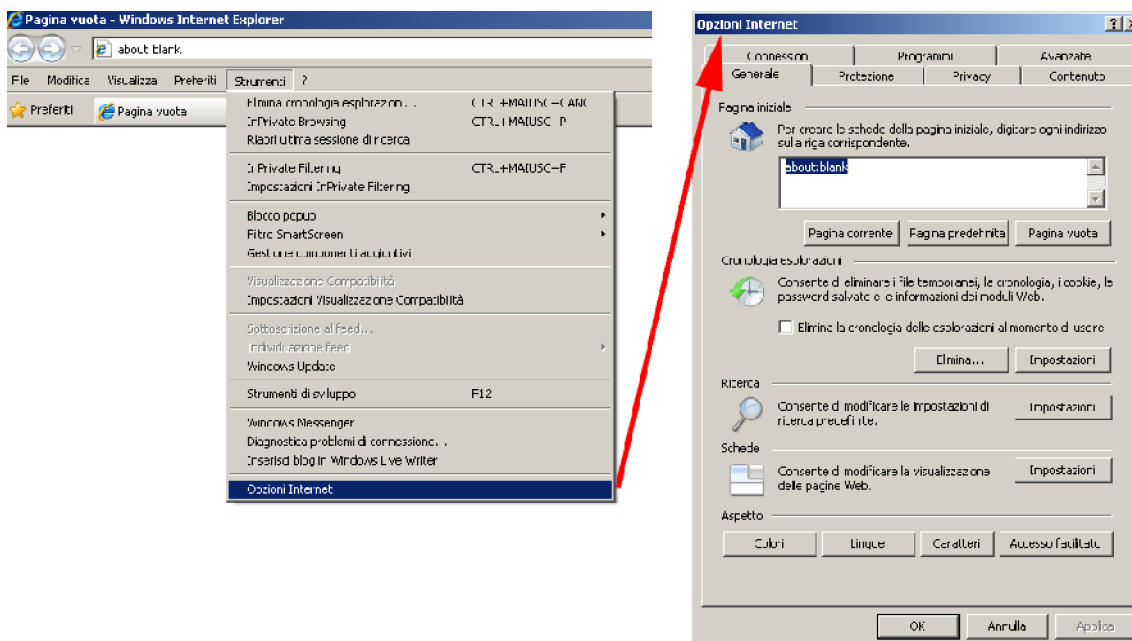 Pagina vuota - Windows Internet Explorer
about:blank
File Modifica Visualizza Preferiti Strumenti ?
Preferiti Pagina vuota
Elimina cronologia esplorazioni... CTRL+MAIUSC+CANC
InPrivate Browsing CTRL+MAIUSC+P
Riapri ultima sessione di ricerca
InPrivate Filtering CTRL+MAIUSC+F
Impostazioni InPrivate Filtering
Blocco popup
Filtro SmartScreen
Gestione componenti aggiuntivi
Visualizzazione Compatibilità
Impostazioni Visualizzazione Compatibilità
Sottoscrizione al feed...
Individuazione feed
Windows Update
Strumenti di sviluppo F12
Windows Messenger
Diagnostica problemi di connessione...
Inserisci blog in Windows Live Writer
Opzioni Internet
Opzioni Internet
Connessioni Programmi Avanzate
Generale Protezione Privacy Contenuto
Pagina iniziale
Per creare le schede della pagina iniziale, digitare ogni indirizzo
sulla riga corrispondente.
about:blank
Pagina corrente Pagina predefinita Pagina vuota
Cronologia esplorazioni
Consente di eliminare i file temporanei, la cronologia, i cookie, le
password salvate e le informazioni dei moduli Web.
Elimina la cronologia delle esplorazioni al momento di uscire
Elimina... Impostazioni
Ricerca
Consente di modificare le impostazioni di
ricerca predefinite.
Impostazioni
Schede
Consente di modificare la visualizzazione
delle pagine Web.
Impostazioni
Aspetto
Colori Lingue Caratteri Accesso facilitato
OK Annulla Applica